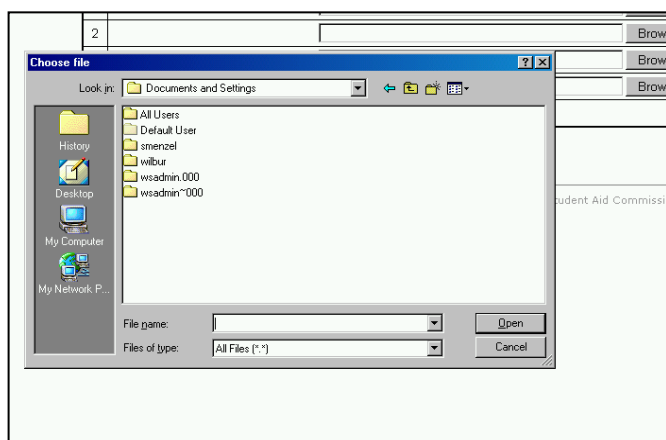 2
Brow
Choose file
Brow
Look in:
Documents and Settings
Brow
All Users
Default User
smenzel
wilbur
wsadmin.000
wsadmin~000
History
Desktop
My Computer
My Network P...
udent Aid Commissi
File name:
Open
Files of type:
All Files (*.*)
Cancel